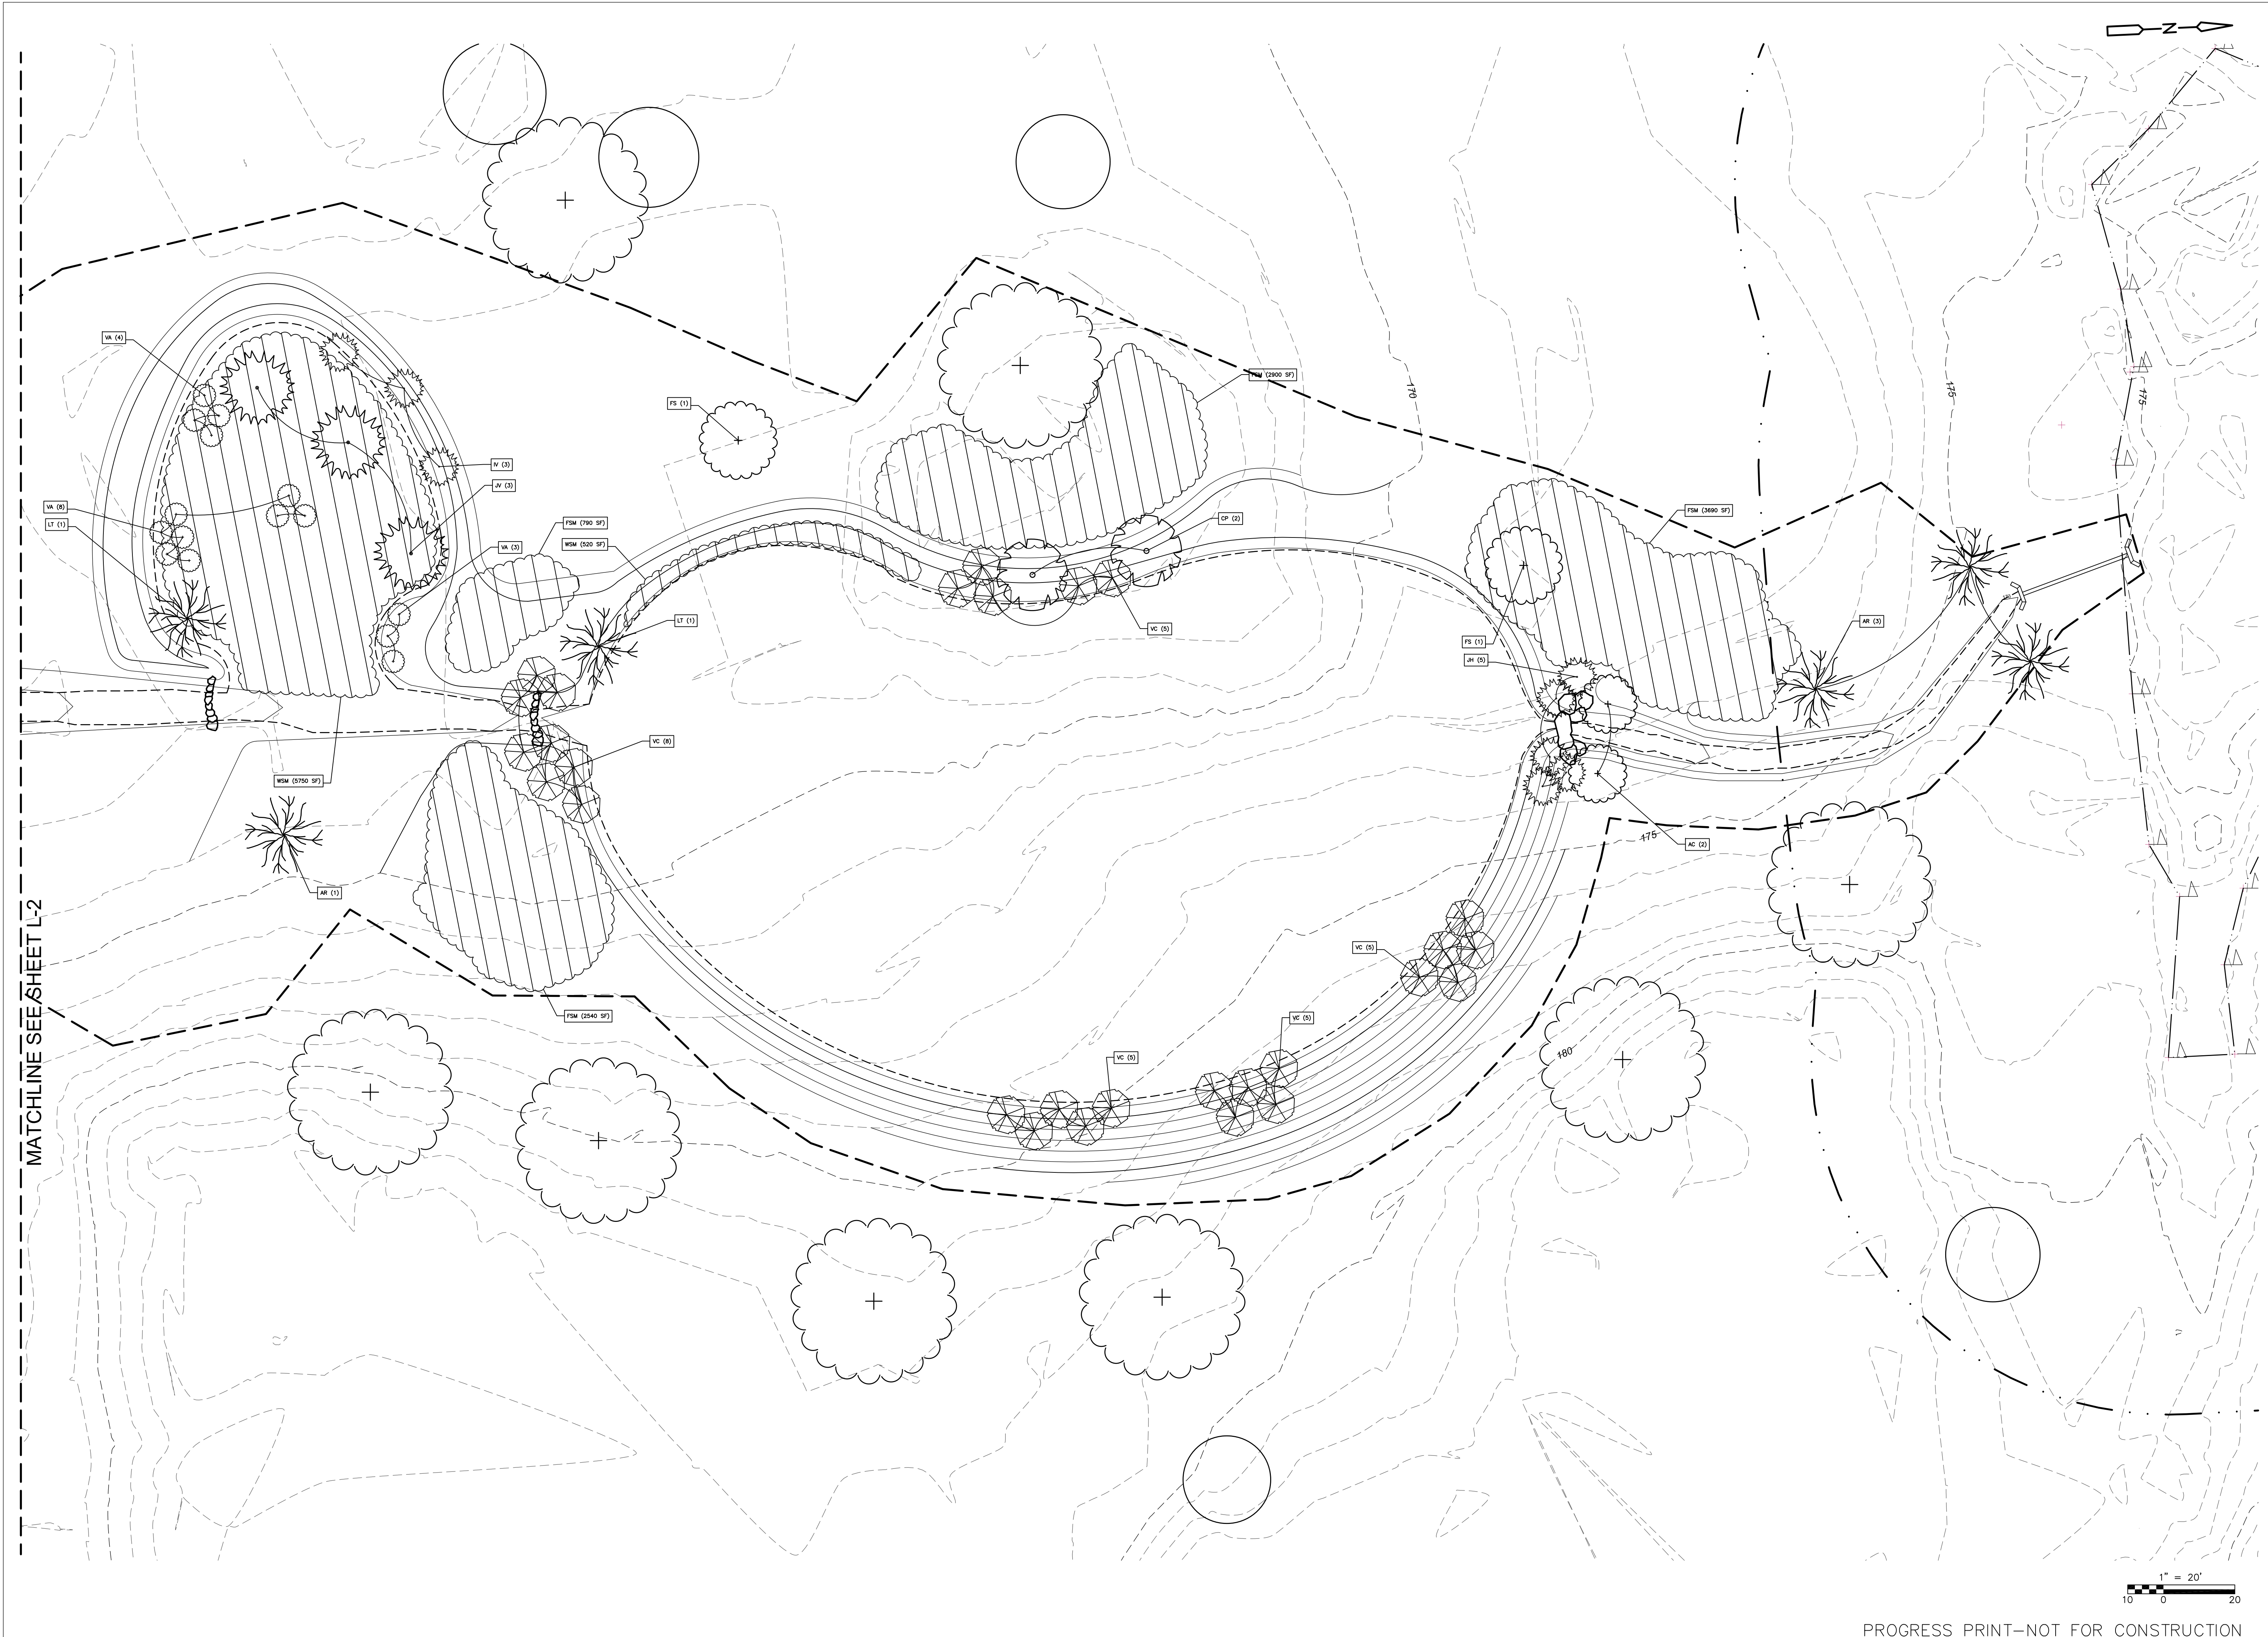 N
VA (4)
FSM (2900 SF)
FS (1)
170
175
175
IV (3)
JV (3)
VA (8)
LT (1)
FSM (790 SF)
WSM (520 SF)
VA (3)
CP (2)
FSM (3690 SF)
LT (1)
VC (5)
FS (1)
JH (5)
AR (3)
VC (8)
WSM (5750 SF)
175
AC (2)
AR (1)
VC (5)
FSM (2540 SF)
VC (5)
VC (5)
180
MATCHLINE SEE SHEET L-2
1" = 20'
10 0 20
PROGRESS PRINT-NOT FOR CONSTRUCTION